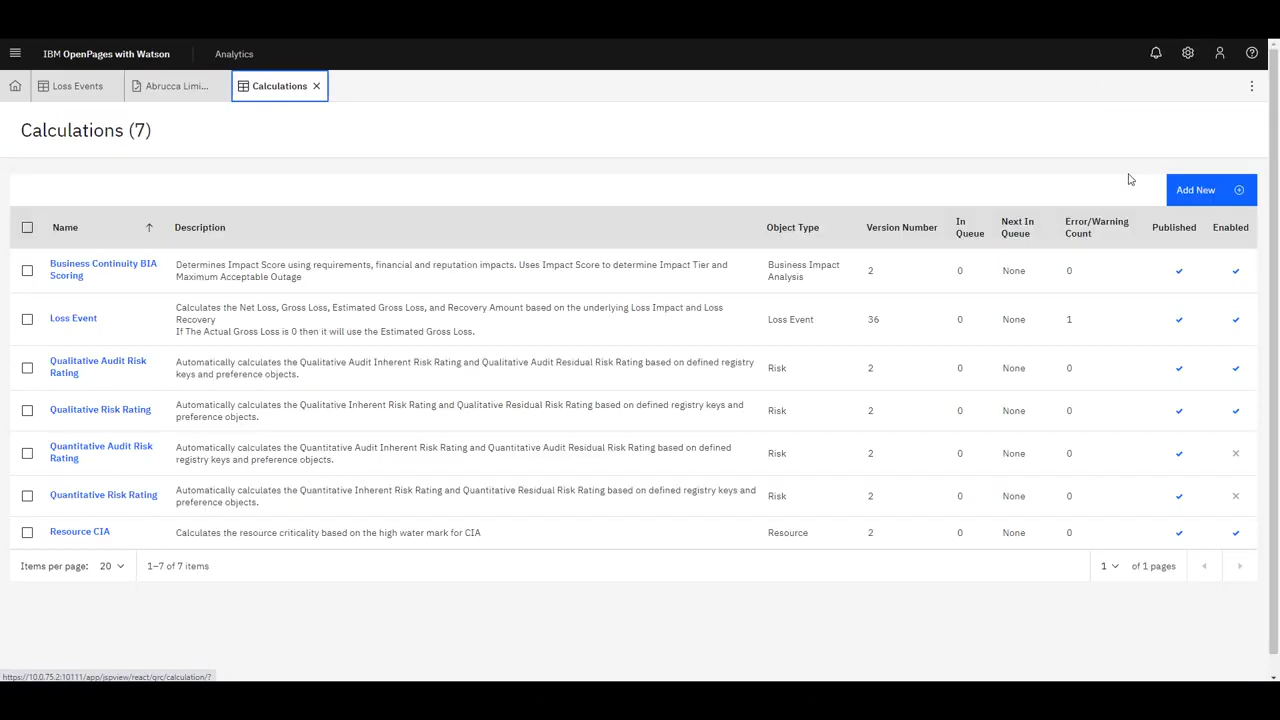 IBM OpenPages with Watson
Analytics
Loss Events
Abrucca Limi...
Calculations
Calculations (7)
Add New
Name
Description
Object Type
Version Number
In Queue
Next In Queue
Error/Warning Count
Published
Enabled
Business Continuity BIA
Scoring
Determines Impact Score using requirements, financial and reputation impacts. Uses Impact Score to determine Impact Tier and
Maximum Acceptable Outage
Business Impact
Analysis
2
0
None
0
Loss Event
Calculates the Net Loss, Gross Loss, Estimated Gross Loss, and Recovery Amount based on the underlying Loss Impact and Loss
Recovery
If The Actual Gross Loss is 0 then it will use the Estimated Gross Loss.
Loss Event
36
0
None
1
Qualitative Audit Risk
Rating
Automatically calculates the Qualitative Audit Inherent Risk Rating and Qualitative Audit Residual Risk Rating based on defined registry
keys and preference objects.
Risk
2
0
None
0
Qualitative Risk Rating
Automatically calculates the Qualitative Inherent Risk Rating and Qualitative Residual Risk Rating based on defined registry keys and
preference objects.
Risk
2
0
None
0
Quantitative Audit Risk
Rating
Automatically calculates the Quantitative Audit Inherent Risk Rating and Quantitative Audit Residual Risk Rating based on defined
registry keys and preference objects.
Risk
2
0
None
0
Quantitative Risk Rating
Automatically calculates the Quantitative Inherent Risk Rating and Quantitative Residual Risk Rating based on defined registry keys and
preference objects.
Risk
2
0
None
0
Resource CIA
Calculates the resource criticality based on the high water mark for CIA
Resource
2
0
None
0
Items per page: 20
1–7 of 7 items
1
of 1 pages
https://10.0.75.2:10111/app/jspview/react/grc/calculation/?